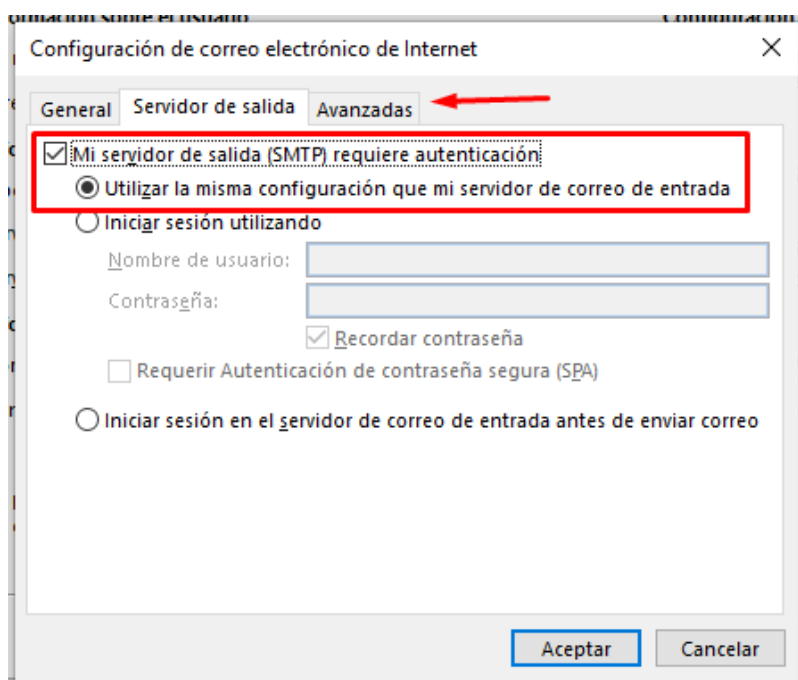 Configuración de correo electrónico de Internet
General Servidor de salida Avanzadas
Mi servidor de salida (SMTP) requiere autenticación
Utilizar la misma configuración que mi servidor de correo de entrada
Iniciar sesión utilizando
Nombre de usuario:
Contraseña:
Recordar contraseña
Requerir Autenticación de contraseña segura (SPA)
Iniciar sesión en el servidor de correo de entrada antes de enviar correo
Aceptar Cancelar